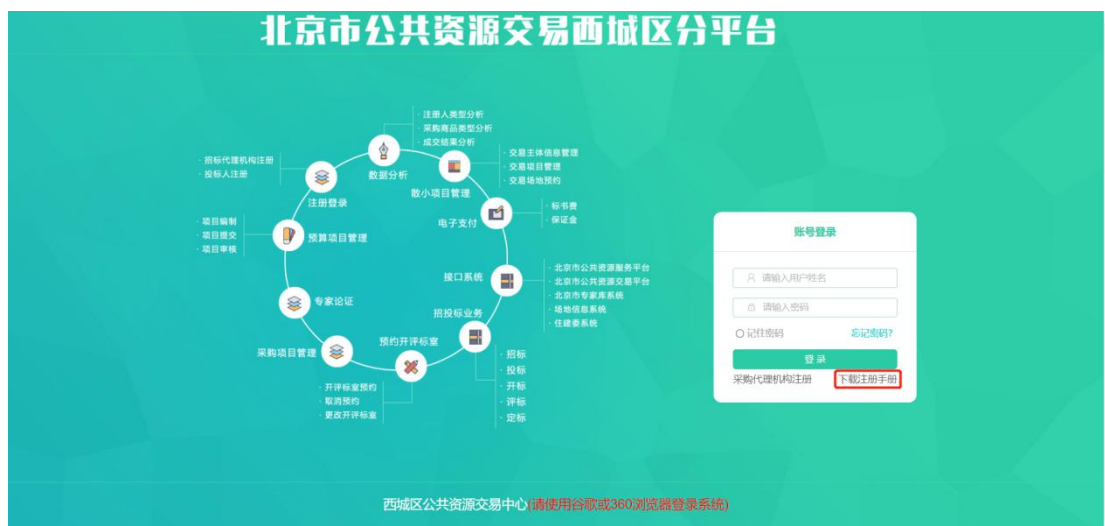 北京市公共资源交易西城区分平台
· 注册人类型分析
· 采购商品类型分析
· 成交结果分析
数据分析
· 交易主体信息管理
· 交易项目管理
· 交易场地预约
散小项目管理
· 招标代理机构注册
· 投标人注册
注册登录
· 标书费
· 保证金
电子支付
· 项目编制
· 项目提交
· 项目审核
预算项目管理
· 北京市公共资源服务平台
· 北京市公共资源交易平台
· 北京市专家库系统
· 场地信息系统
· 住建委系统
接口系统
专家论证
招投标业务
· 招标
· 投标
· 开标
· 评标
· 定标
预约开评标室
采购项目管理
· 开评标室预约
· 取消预约
· 更改开评标室
账号登录
请输入用户姓名
请输入密码
记住密码 忘记密码?
登 录
采购代理机构注册 下载注册手册
西城区公共资源交易中心(请使用谷歌或360浏览器登录系统)